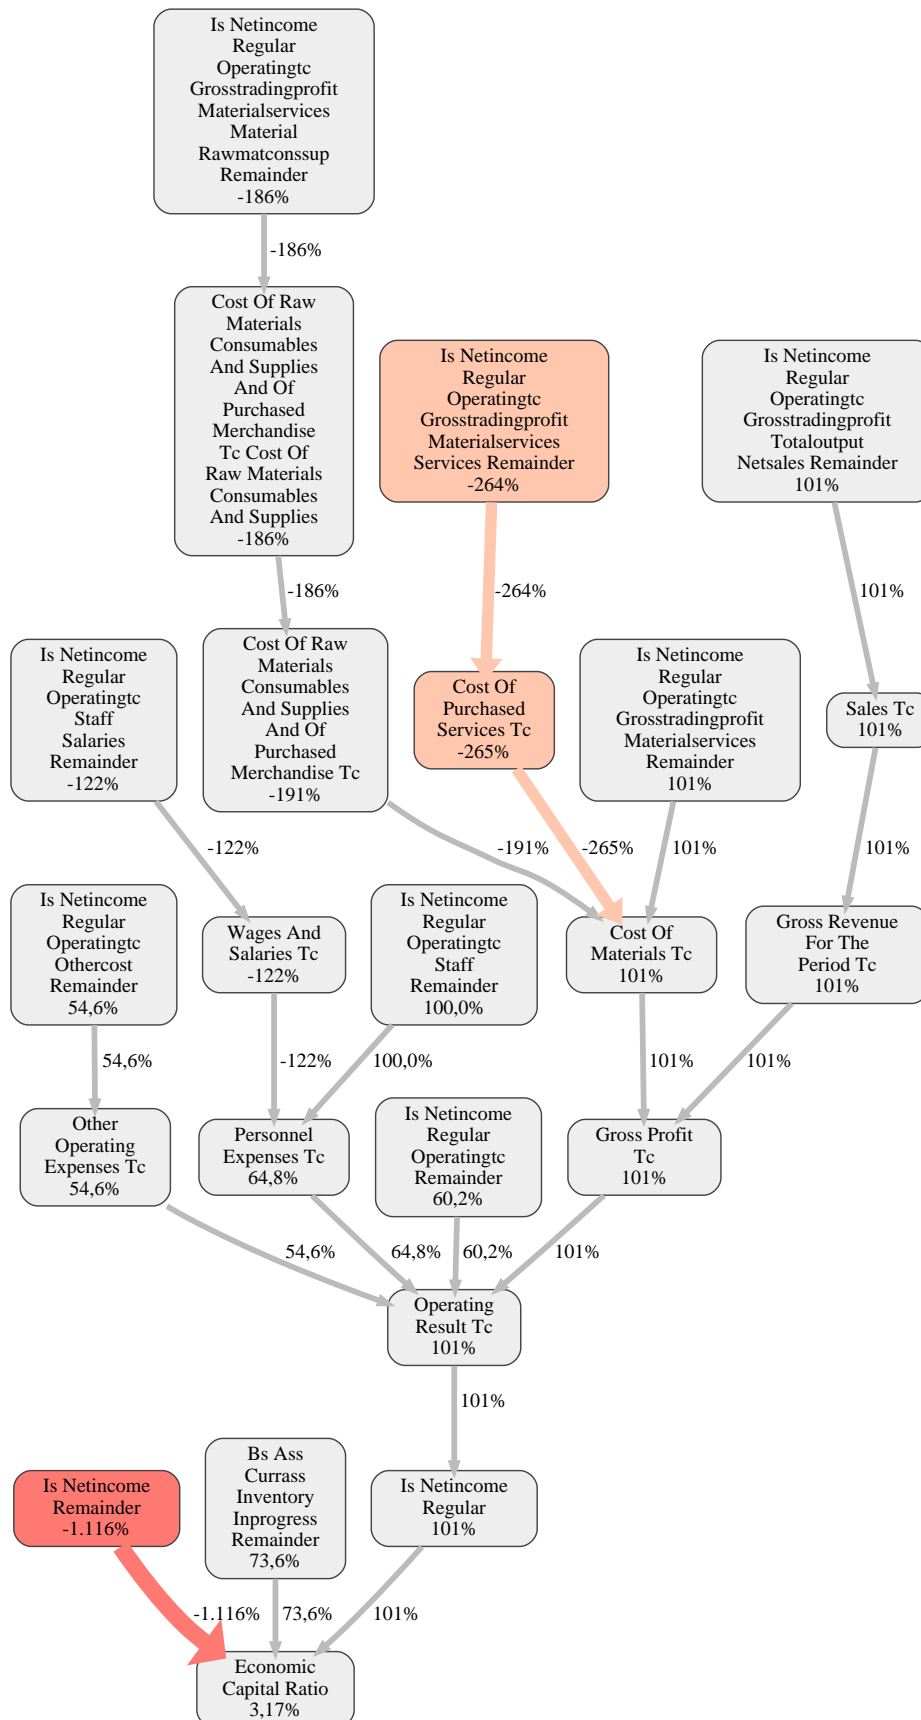 Is Netincome
Regular
Operatingtc
Grosstradingprofit
Materialservices
Material
Rawmatconssup
Remainder
-186%
-186%
Cost Of Raw
Materials
Consumables
And Supplies
And Of
Purchased
Merchandise
Tc Cost Of
Raw Materials
Consumables
And Supplies
-186%
Is Netincome
Regular
Operatingtc
Grosstradingprofit
Materialservices
Services Remainder
-264%
Is Netincome
Regular
Operatingtc
Grosstradingprofit
Totaloutput
Netsales Remainder
101%
-186%
-264%
101%
Is Netincome
Regular
Operatingtc
Staff
Salaries
Remainder
-122%
Cost Of Raw
Materials
Consumables
And Supplies
And Of
Purchased
Merchandise Tc
-191%
Cost Of
Purchased
Services Tc
-265%
Is Netincome
Regular
Operatingtc
Grosstradingprofit
Materialservices
Remainder
101%
Sales Tc
101%
-122%
-191%
-265%
101%
101%
Is Netincome
Regular
Operatingtc
Othercost
Remainder
54,6%
Wages And
Salaries Tc
-122%
Is Netincome
Regular
Operatingtc
Staff
Remainder
100,0%
Cost Of
Materials Tc
101%
Gross Revenue
For The
Period Tc
101%
54,6%
-122%
100,0%
101%
101%
Other
Operating
Expenses Tc
54,6%
Personnel
Expenses Tc
64,8%
Is Netincome
Regular
Operatingtc
Remainder
60,2%
Gross Profit
Tc
101%
54,6%
64,8%
60,2%
101%
Operating
Result Tc
101%
101%
Is Netincome
Remainder
-1.116%
Bs Ass
Currass
Inventory
Inprogress
Remainder
73,6%
Is Netincome
Regular
101%
-1.116%
73,6%
101%
Economic
Capital Ratio
3,17%